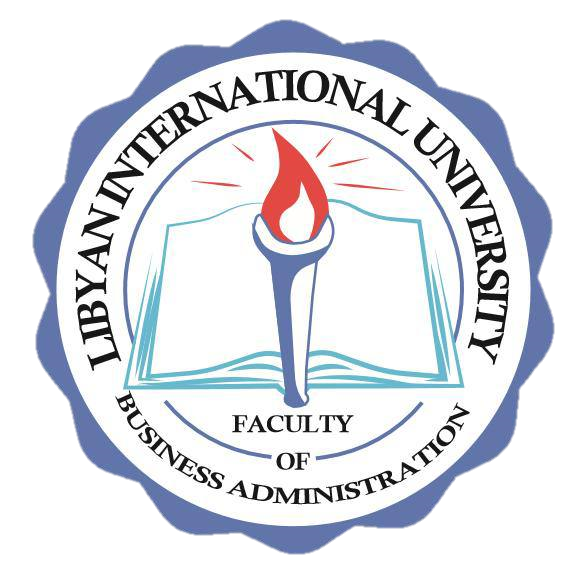 LIBYAN INTERNATIONAL UNIVERSITY
FACULTY
OF
BUSINESS ADMINISTRATION